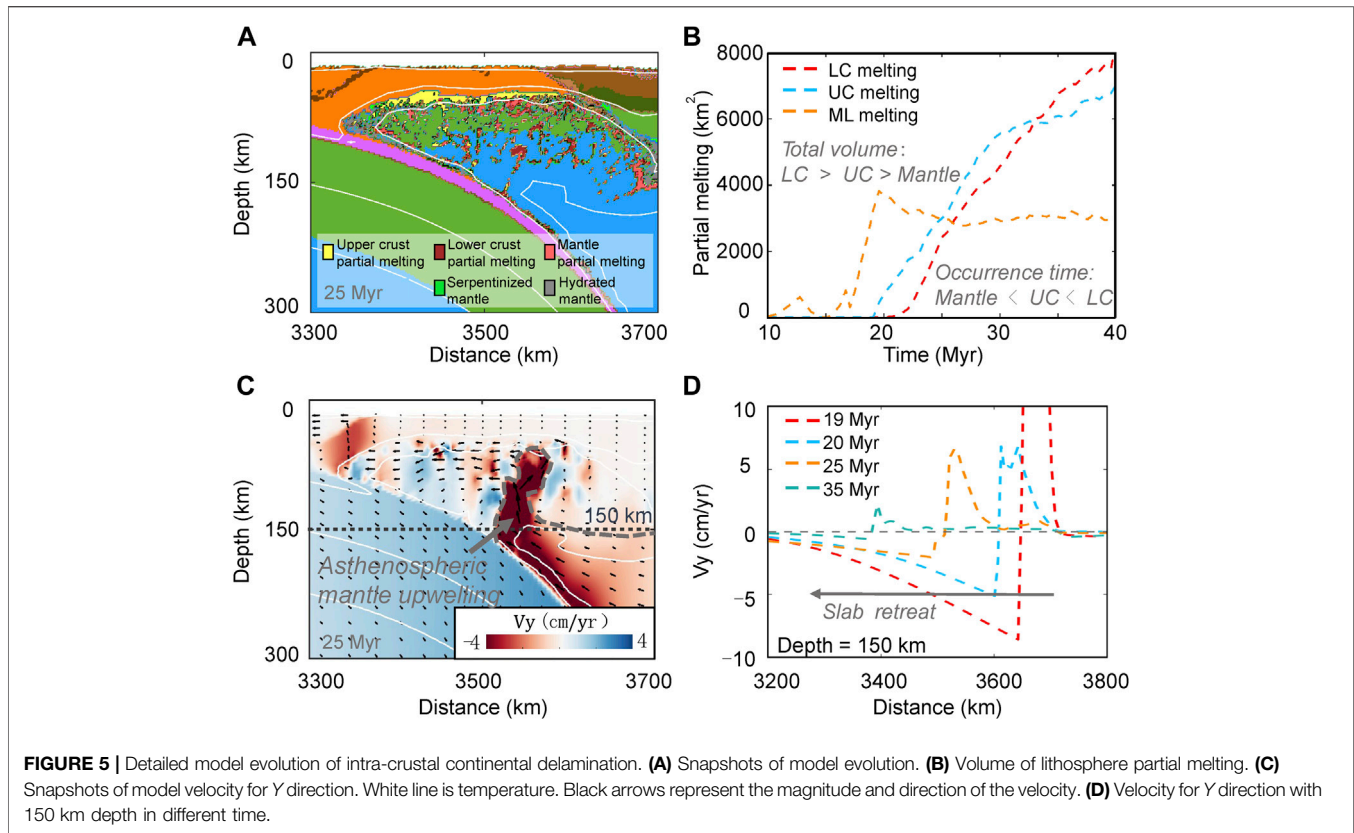 A
0
150
300
Depth (km)
Upper crust partial melting
Lower crust partial melting
Mantle partial melting
Serpentinized mantle
Hydrated mantle
25 Myr
3300 3500 3700
Distance (km)
B
8000
6000
4000
2000
0
Partial melting (km²)
LC melting
UC melting
ML melting
Total volume:
LC > UC > Mantle
Occurrence time:
Mantle < UC < LC
10 20 30 40
Time (Myr)
C
0
150
300
Depth (km)
150 km
Asthenospheric
mantle upwelling
25 Myr
Vy (cm/yr)
-4 4
3300 3500 3700
Distance (km)
D
10
5
0
−5
−10
Vy (cm/yr)
19 Myr
20 Myr
25 Myr
35 Myr
Slab retreat
Depth = 150 km
3200 3400 3600 3800
Distance (km)
FIGURE 5 | Detailed model evolution of intra-crustal continental delamination. (A) Snapshots of model evolution. (B) Volume of lithosphere partial melting. (C)
Snapshots of model velocity for Y direction. White line is temperature. Black arrows represent the magnitude and direction of the velocity. (D) Velocity for Y direction with
150 km depth in different time.